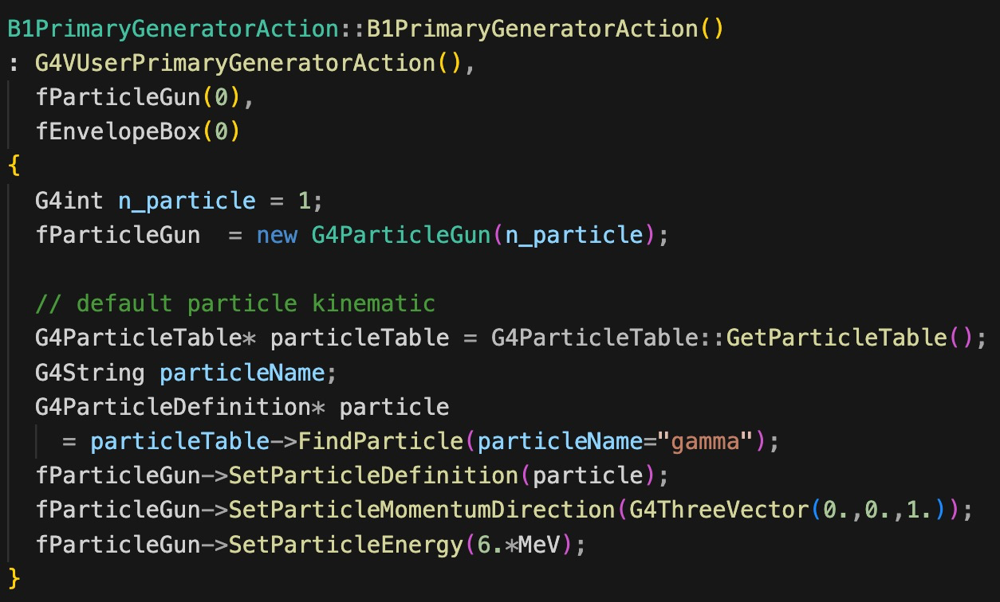 B1PrimaryGeneratorAction::B1PrimaryGeneratorAction()
: G4VUserPrimaryGeneratorAction(),
  fParticleGun(0),
  fEnvelopeBox(0)
{
  G4int n_particle = 1;
  fParticleGun  = new G4ParticleGun(n_particle);

  // default particle kinematic
  G4ParticleTable* particleTable = G4ParticleTable::GetParticleTable();
  G4String particleName;
  G4ParticleDefinition* particle
    = particleTable->FindParticle(particleName="gamma");
  fParticleGun->SetParticleDefinition(particle);
  fParticleGun->SetParticleMomentumDirection(G4ThreeVector(0.,0.,1.));
  fParticleGun->SetParticleEnergy(6.*MeV);
}